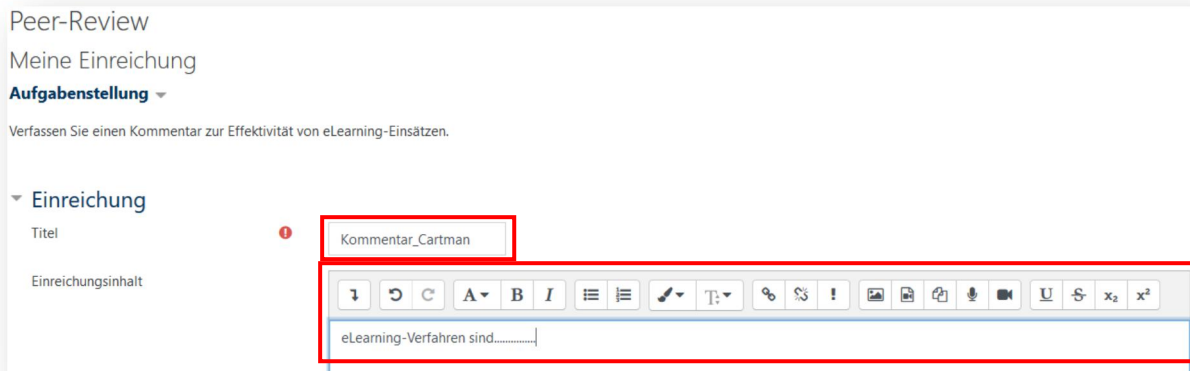 Peer-Review
Meine Einreichung
Aufgabenstellung
Verfassen Sie einen Kommentar zur Effektivität von eLearning-Einsätzen.
Einreichung
Titel
Kommentar_Cartman
Einreichungsinhalt
A B I T U S x₂ x²
eLearning-Verfahren sind...............